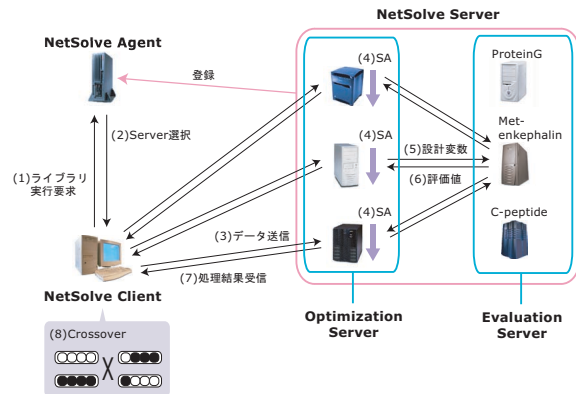 NetSolve Server
NetSolve Agent
登録
(4)SA
ProteinG
(2)Server選択
(1)ライブラリ
実行要求
(4)SA
Met-
enkephalin
(5)設計変数
(6)評価値
(3)データ送信
(4)SA
C-peptide
(7)処理結果受信
NetSolve Client
Optimization
Server
Evaluation
Server
(8)Crossover